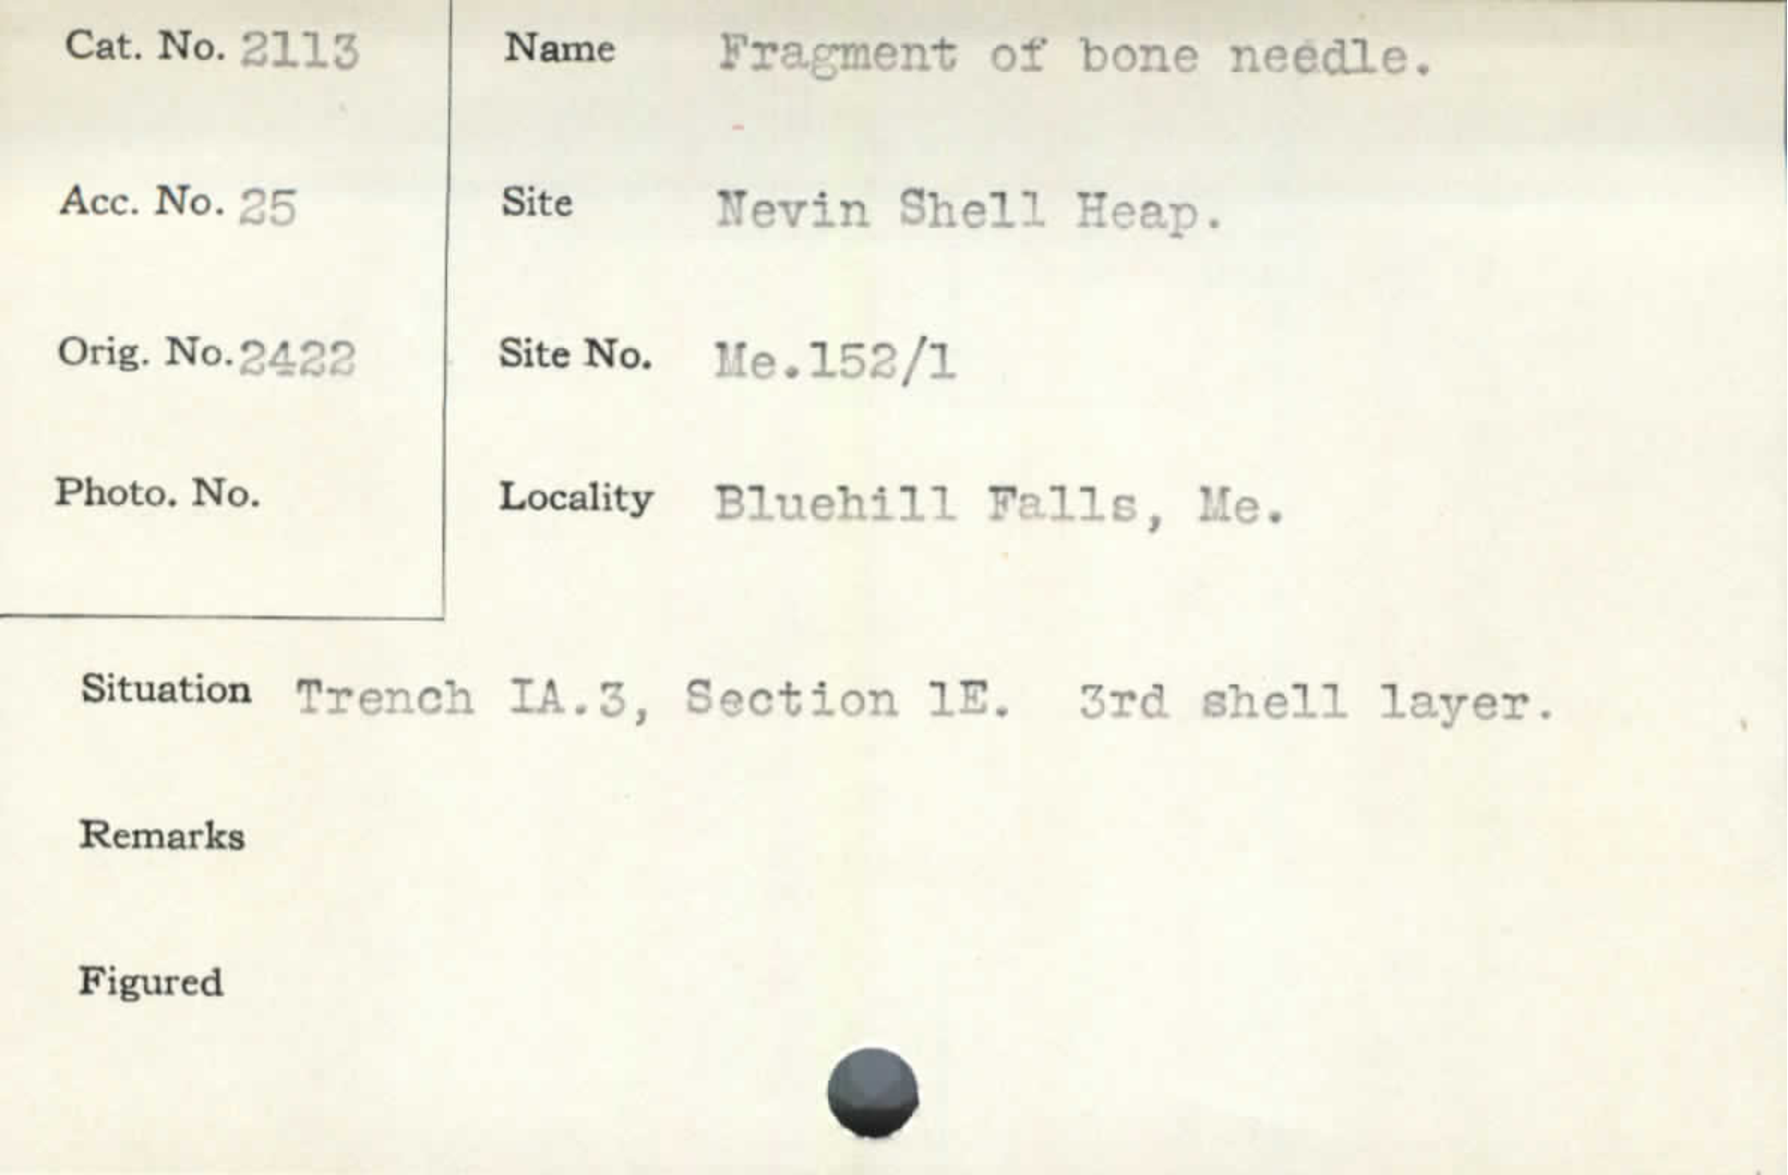 Cat. No. 2113
Name Fragment of bone needle.
Acc. No. 25
Site Nevin Shell Heap.
Orig. No. 2422
Site No. Me.152/1
Photo. No.
Locality Bluehill Falls, Me.
Situation Trench IA.3, Section 1E. 3rd shell layer.
Remarks
Figured